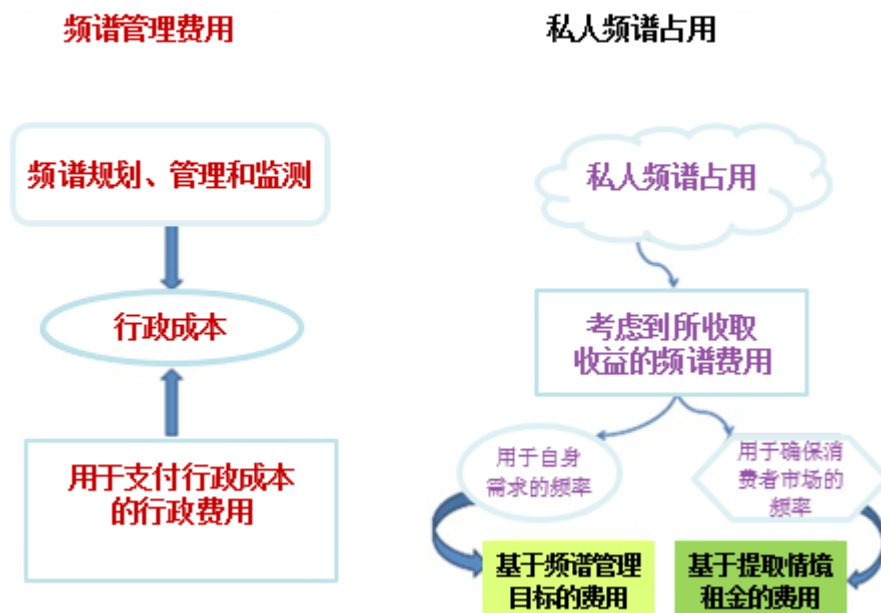 频谱管理费用
私人频谱占用
频谱规划、管理和监测
行政成本
用于支付行政成本
的行政费用
私人频谱占用
考虑到所收取
收益的频谱费用
用于自身
需求的频率
用于确保消
费者市场的
频率
基于频谱管理
目标的费用
基于提取情境
租金的费用